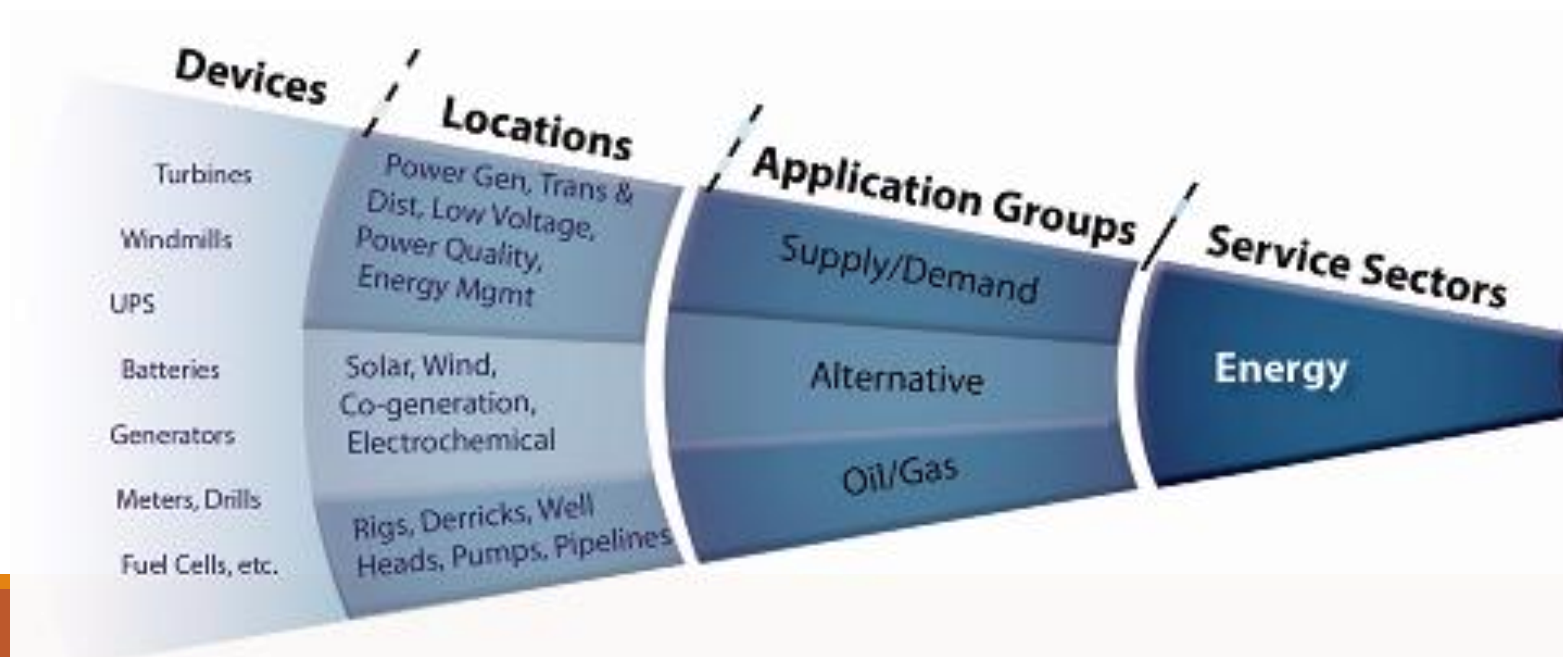 Devices
Turbines
Windmills
UPS
Batteries
Generators
Meters, Drills
Fuel Cells, etc.
Locations
Power Gen, Trans &
Dist, Low Voltage,
Power Quality,
Energy Mgmt
Solar, Wind,
Co-generation,
Electrochemical
Rigs, Derricks, Well
Heads, Pumps, Pipelines
Application Groups
Supply/Demand
Alternative
Oil/Gas
Service Sectors
Energy